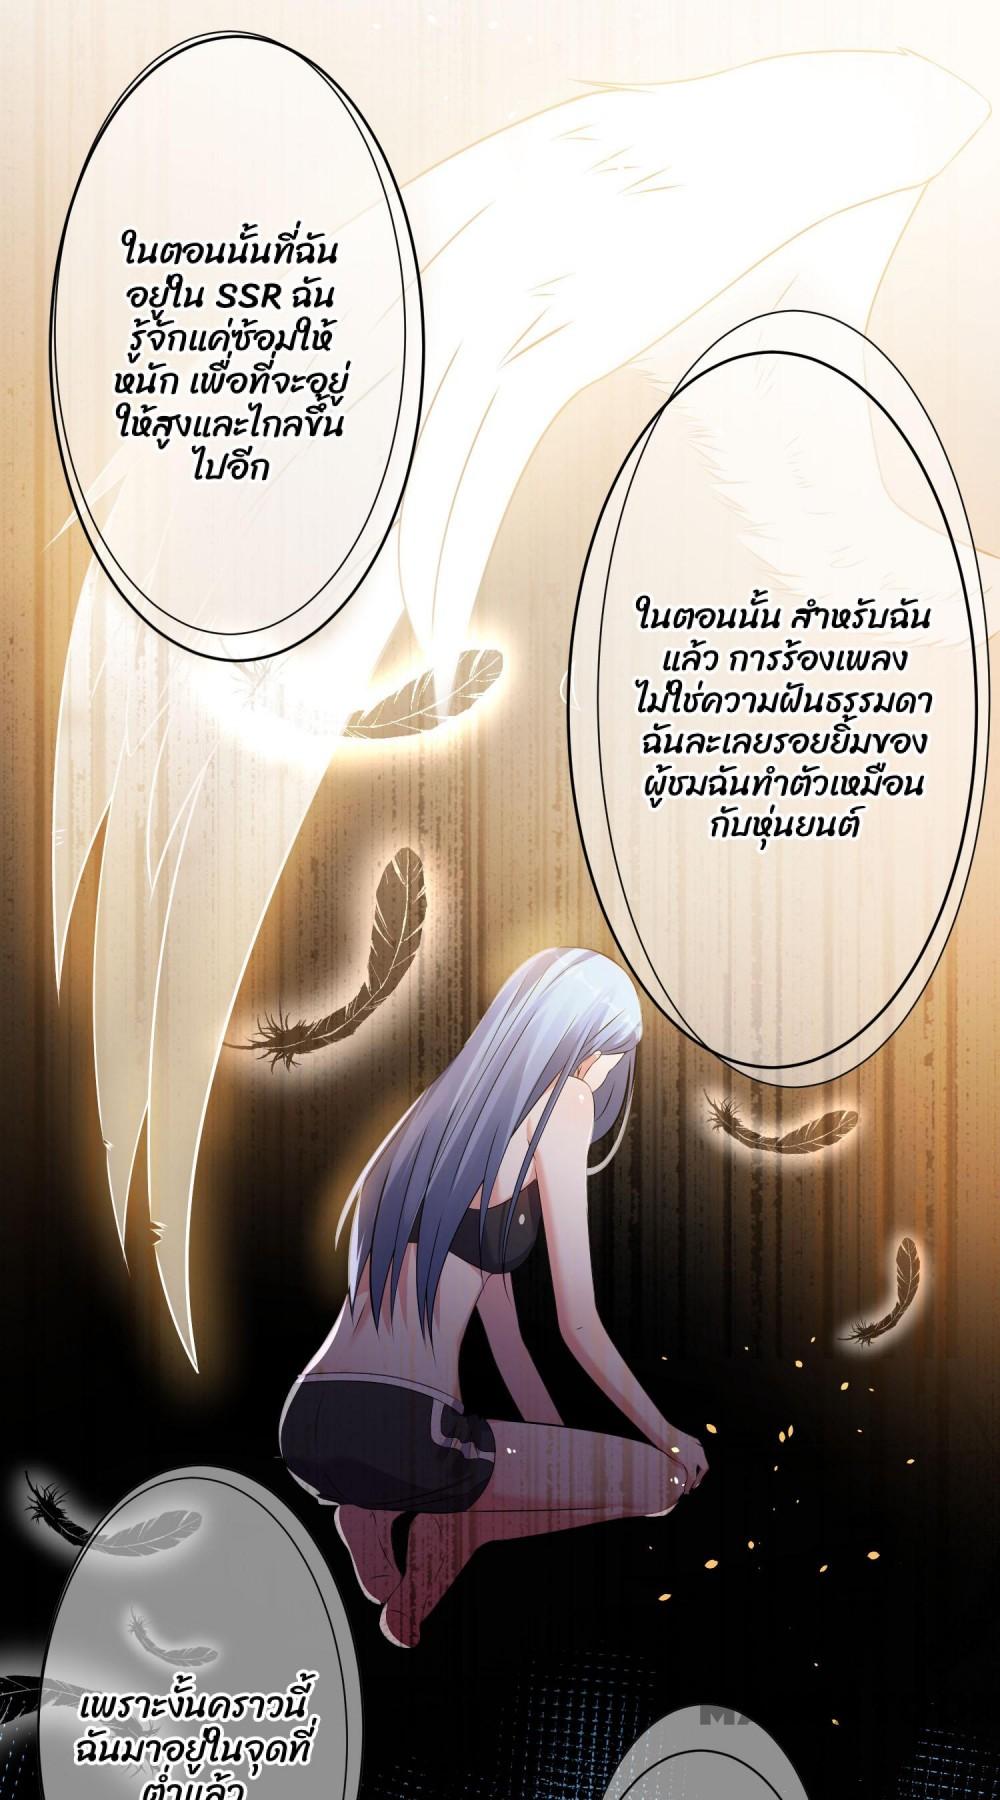 ในตอนนั้นที่ฉัน
อยู่ใน SSR ฉัน
รู้จักแค่ซ้อมให้
หนัก เพื่อที่จะอยู่
ให้สูงและไกลขึ้น
ไปอีก
ในตอนนั้น สำหรับฉัน
แล้ว การร้องเพลง
ไม่ใช่ความฝันธรรมดา
ฉันละเลยรอยยิ้มของ
ผู้ชมฉันทำตัวเหมือน
กับหุ่นยนต์
เพราะงั้นคราวนี้
ฉันมาอยู่ในจุดที่
ต่ำแล้ว